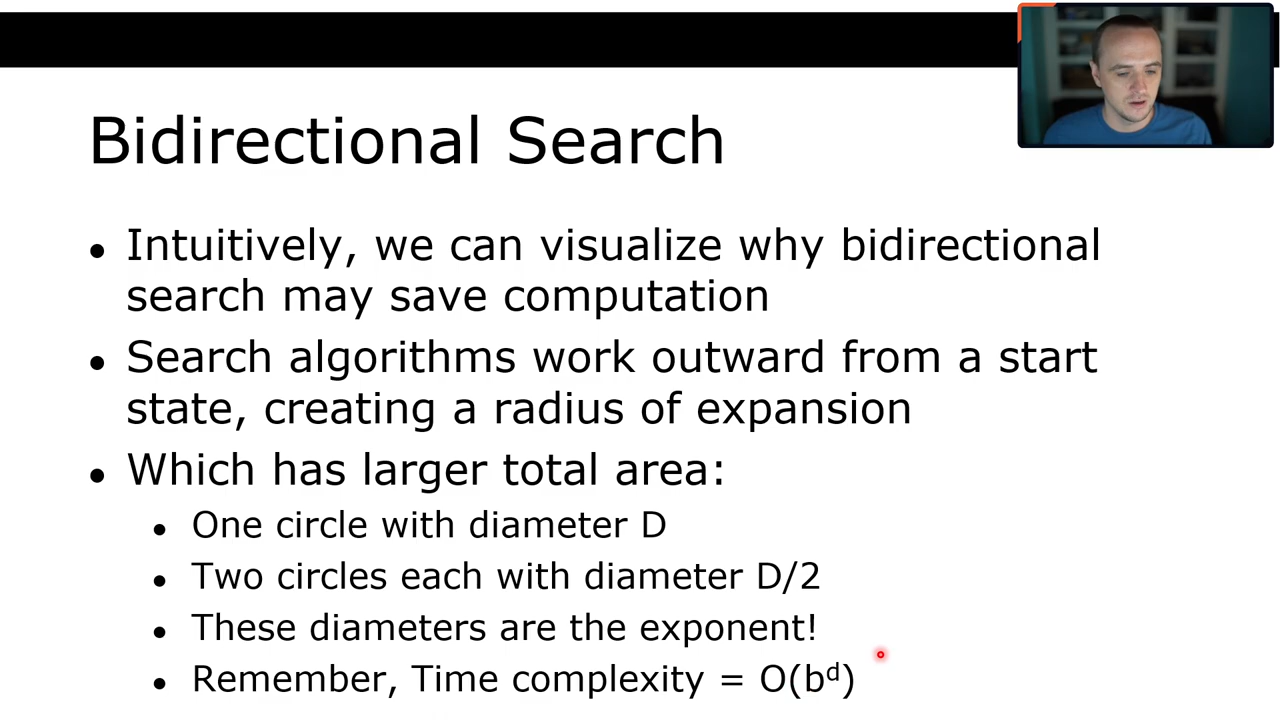 Bidirectional Search
• Intuitively, we can visualize why bidirectional
search may save computation
• Search algorithms work outward from a start
state, creating a radius of expansion
• Which has larger total area:
• One circle with diameter D
• Two circles each with diameter D/2
• These diameters are the exponent!
• Remember, Time complexity = O(bᵈ)